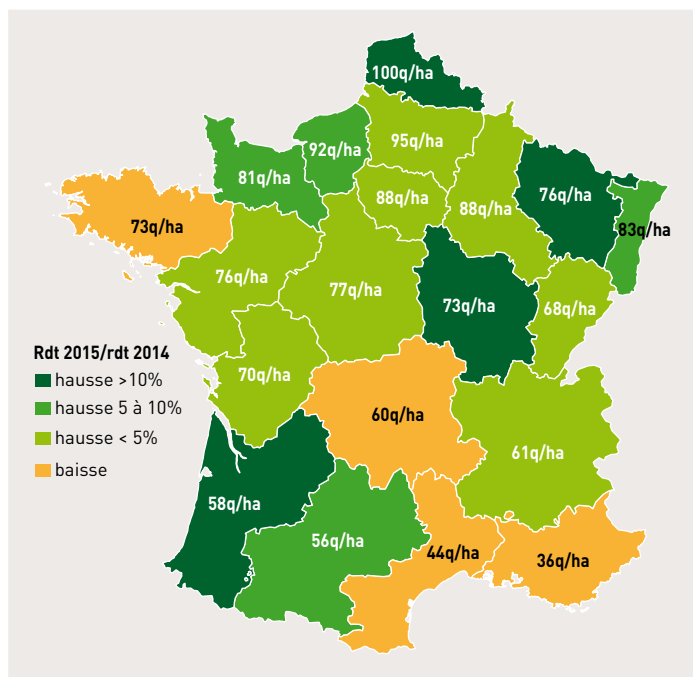 100q/ha
95q/ha
92q/ha
81q/ha
88q/ha
88q/ha
76q/ha
83q/ha
73q/ha
76q/ha
77q/ha
73q/ha
68q/ha
Rdt 2015/rdt 2014
hausse >10%
hausse 5 à 10%
hausse < 5%
baisse
70q/ha
60q/ha
61q/ha
58q/ha
56q/ha
44q/ha
36q/ha